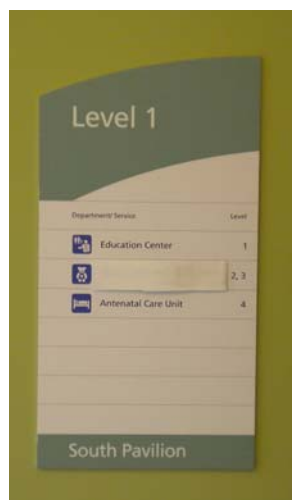 Level 1
Department/ Service Level
Education Center 1
2, 3
Antenatal Care Unit 4
South Pavilion